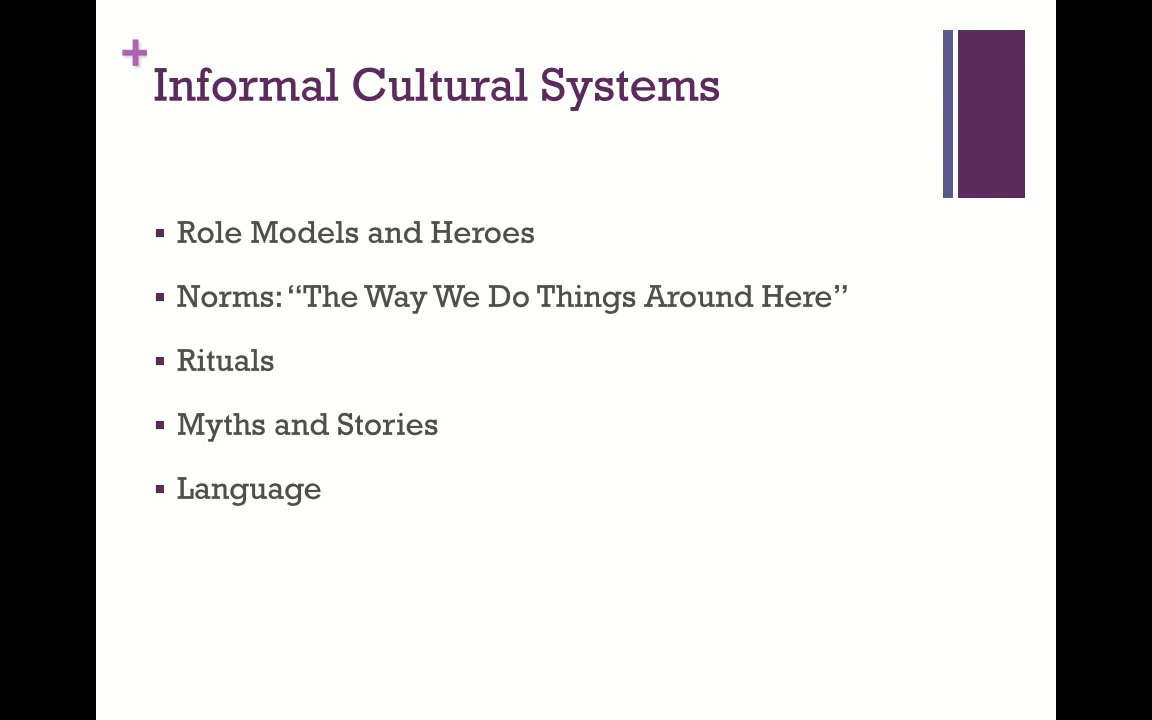 Informal Cultural Systems
▪ Role Models and Heroes
▪ Norms: “The Way We Do Things Around Here”
▪ Rituals
▪ Myths and Stories
▪ Language